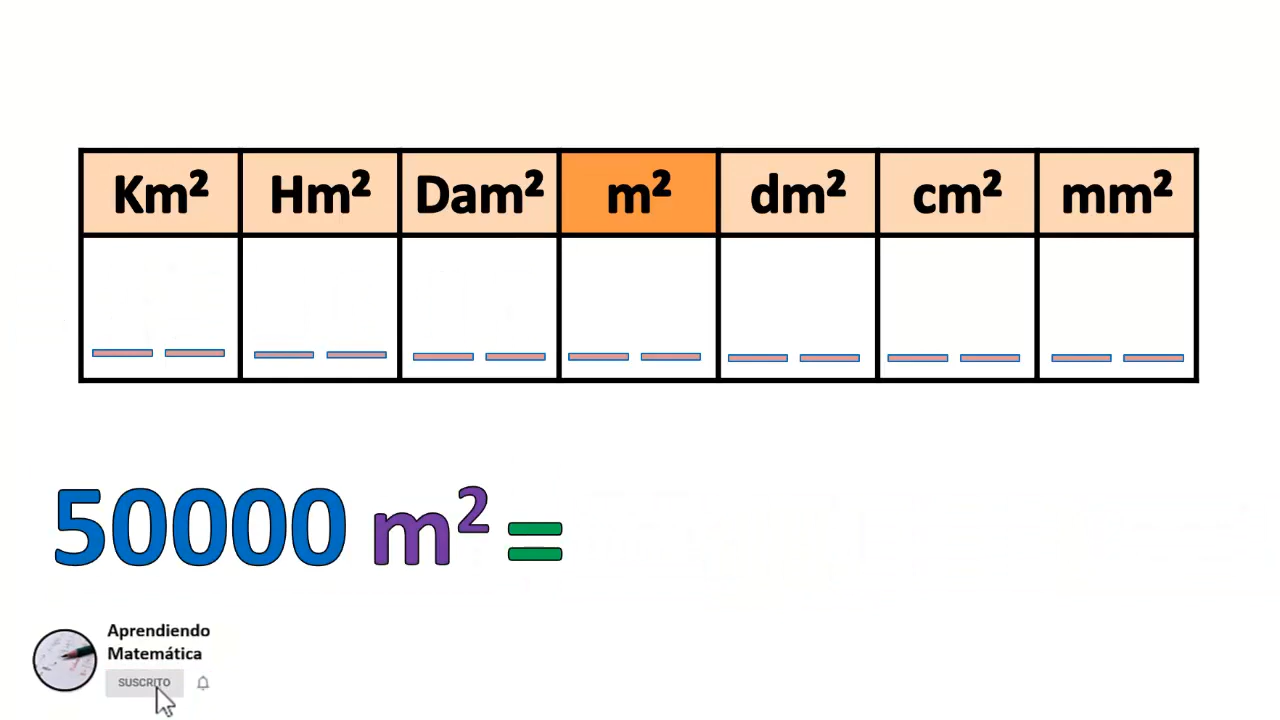 Km² Hm² Dam² m² dm² cm² mm²
50000 m² =
Aprendiendo
Matemática
SUSCRITO